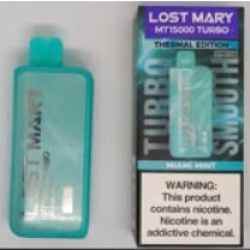 LOST MARY
LOST MARY
MT15000 TURBO
THERMAL EDITION
TURBO
SMOOTH
MIAMI MINT
WARNING:
This product
contains nicotine.
Nicotine is an
addictive chemical.